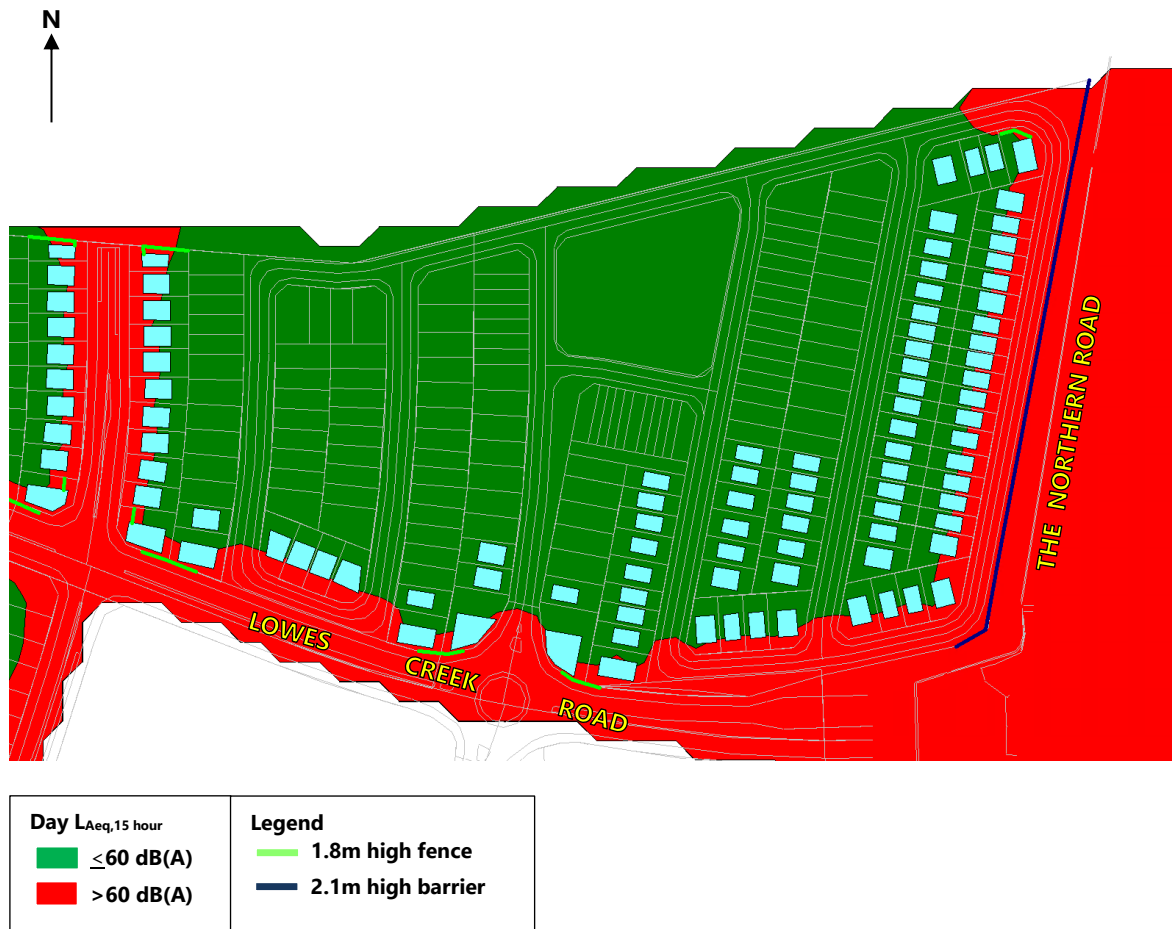 N
THE NORTHERN ROAD
LOWES
CREEK
ROAD
Day LAeq,15 hour
≤60 dB(A)
>60 dB(A)
Legend
1.8m high fence
2.1m high barrier